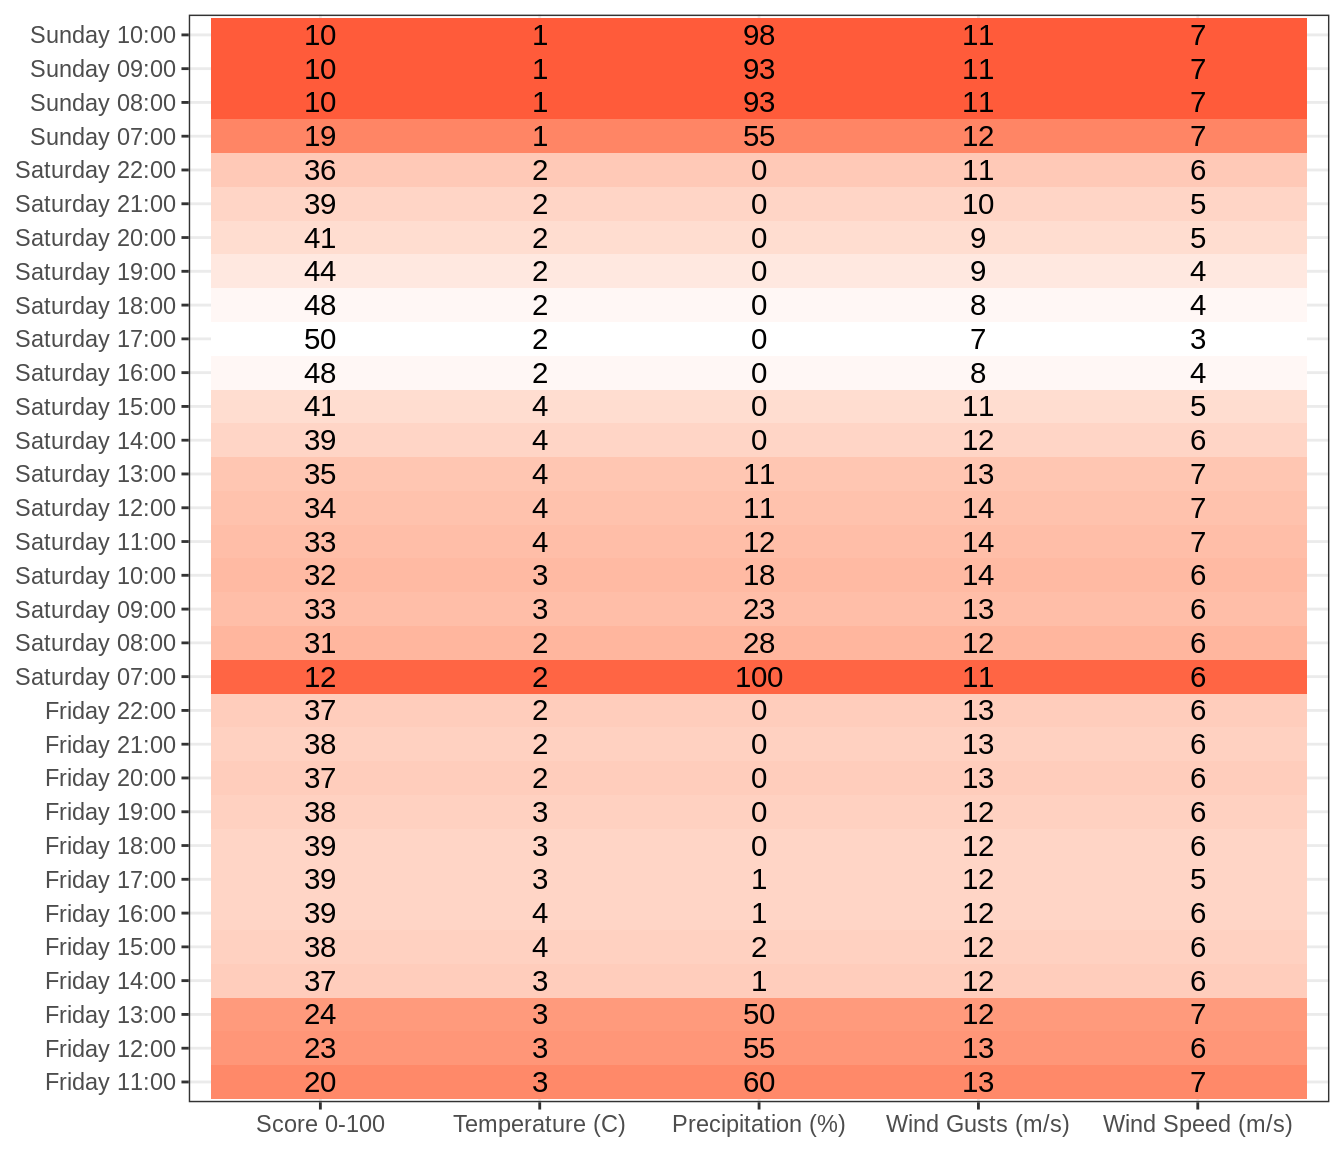 Sunday 10:00 10 1 98 11 7
Sunday 09:00 10 1 93 11 7
Sunday 08:00 10 1 93 11 7
Sunday 07:00 19 1 55 12 7
Saturday 22:00 36 2 0 11 6
Saturday 21:00 39 2 0 10 5
Saturday 20:00 41 2 0 9 5
Saturday 19:00 44 2 0 9 4
Saturday 18:00 48 2 0 8 4
Saturday 17:00 50 2 0 7 3
Saturday 16:00 48 2 0 8 4
Saturday 15:00 41 4 0 11 5
Saturday 14:00 39 4 0 12 6
Saturday 13:00 35 4 11 13 7
Saturday 12:00 34 4 11 14 7
Saturday 11:00 33 4 12 14 7
Saturday 10:00 32 3 18 14 6
Saturday 09:00 33 3 23 13 6
Saturday 08:00 31 2 28 12 6
Saturday 07:00 12 2 100 11 6
Friday 22:00 37 2 0 13 6
Friday 21:00 38 2 0 13 6
Friday 20:00 37 2 0 13 6
Friday 19:00 38 3 0 12 6
Friday 18:00 39 3 0 12 6
Friday 17:00 39 3 1 12 5
Friday 16:00 39 4 1 12 6
Friday 15:00 38 4 2 12 6
Friday 14:00 37 3 1 12 6
Friday 13:00 24 3 50 12 7
Friday 12:00 23 3 55 13 6
Friday 11:00 20 3 60 13 7
Score 0-100 Temperature (C) Precipitation (%) Wind Gusts (m/s) Wind Speed (m/s)